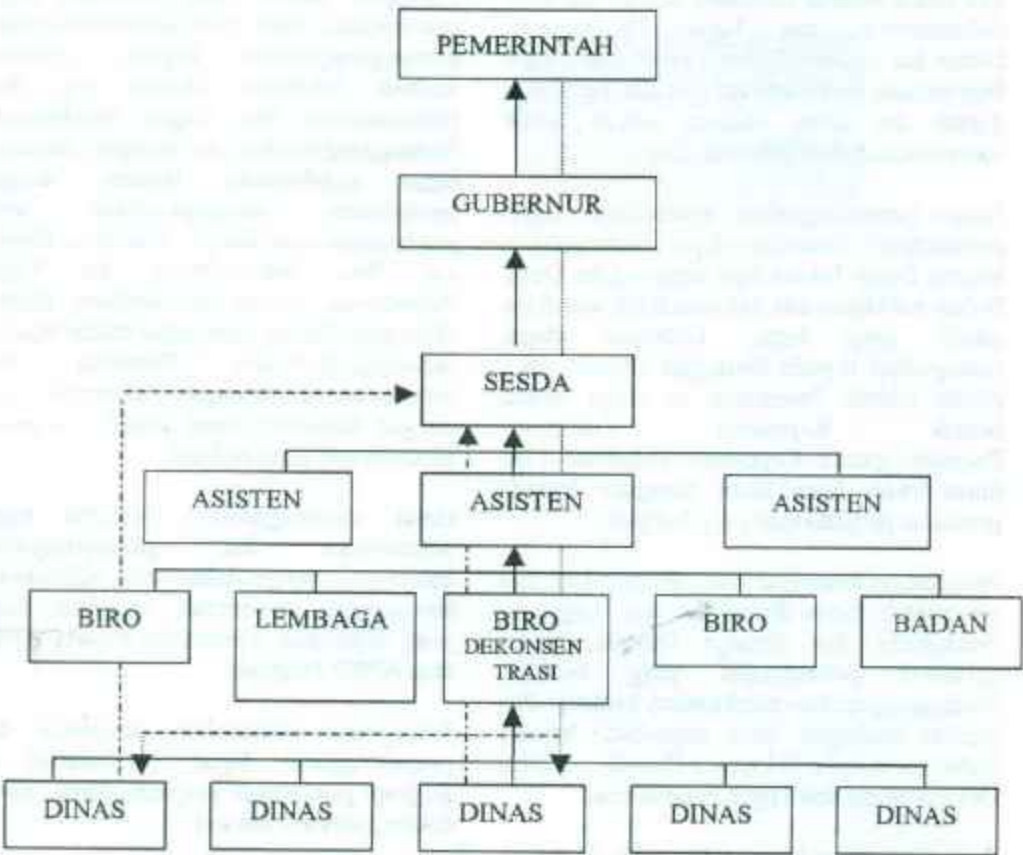 PEMERINTAH
GUBERNUR
SESDA
ASISTEN
ASISTEN
ASISTEN
BIRO
LEMBAGA
BIRO
DEKONSEN
TRASI
BIRO
BADAN
DINAS
DINAS
DINAS
DINAS
DINAS